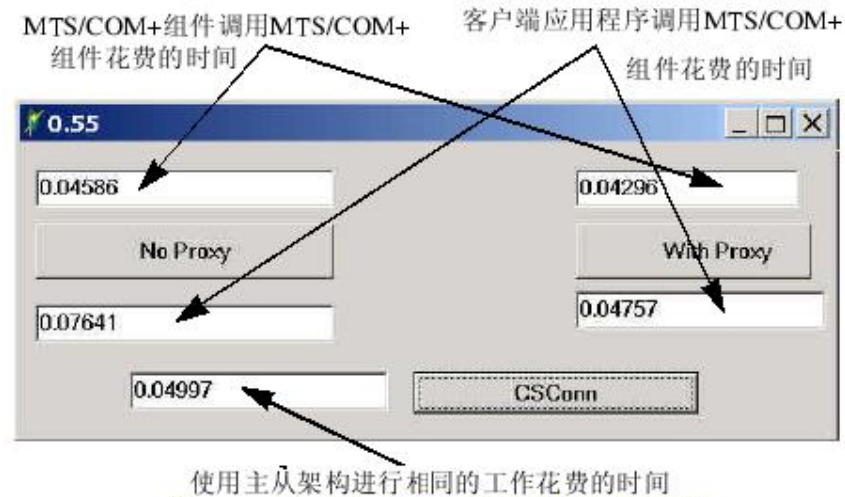 MTS/COM+组件调用MTS/COM+
组件花费的时间
客户端应用程序调用MTS/COM+
组件花费的时间
0.55
0.04586
0.04296
No Proxy
With Proxy
0.07641
0.04757
0.04997
CSConn
使用主从架构进行相同的工作花费的时间